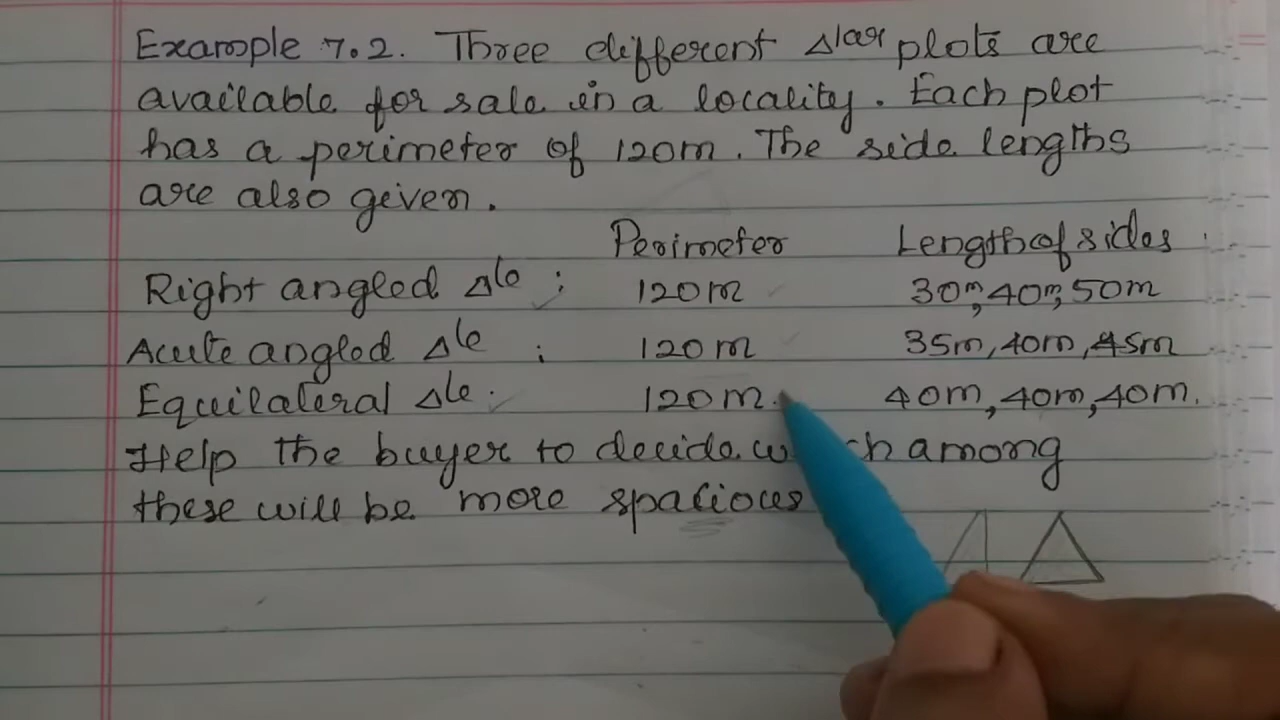 Example 7.2. Three different Δlar plots are
available for sale in a locality. Each plot
has a perimeter of 120m. The side lengths
are also given.
Perimeter Length of sides
Right angled Δle : 120m 30m, 40m, 50m
Acute angled Δle : 120m 35m, 40m, 45m
Equilateral Δle. 120m. 40m, 40m, 40m.
Help the buyer to decide among
these will be more spacious